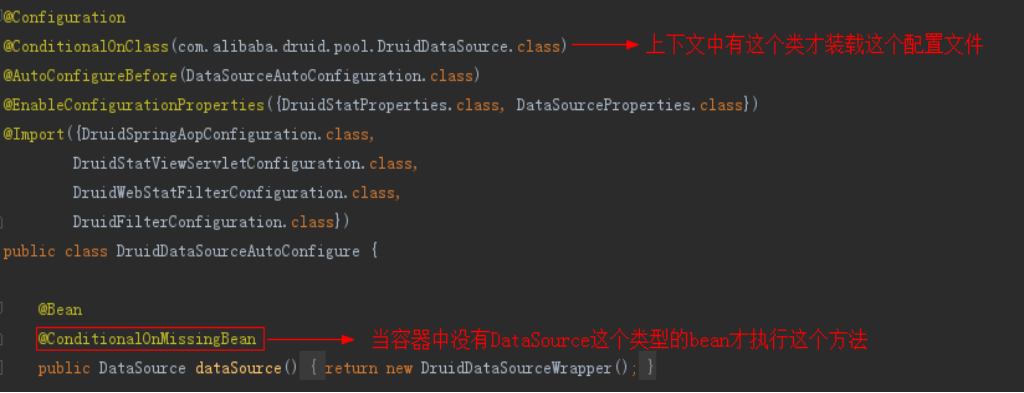 @Configuration
@ConditionalOnClass(com.alibaba.druid.pool.DruidDataSource.class) 上下文中有这个类才装载这个配置文件
@AutoConfigureBefore(DataSourceAutoConfiguration.class)
@EnableConfigurationProperties({DruidStatProperties.class, DataSourceProperties.class})
@Import({DruidSpringAopConfiguration.class,
DruidStatViewServletConfiguration.class,
DruidWebStatFilterConfiguration.class,
DruidFilterConfiguration.class})
public class DruidDataSourceAutoConfigure {
@Bean
@ConditionalOnMissingBean 当容器中没有DataSource这个类型的bean才执行这个方法
public DataSource dataSource() { return new DruidDataSourceWrapper(); }